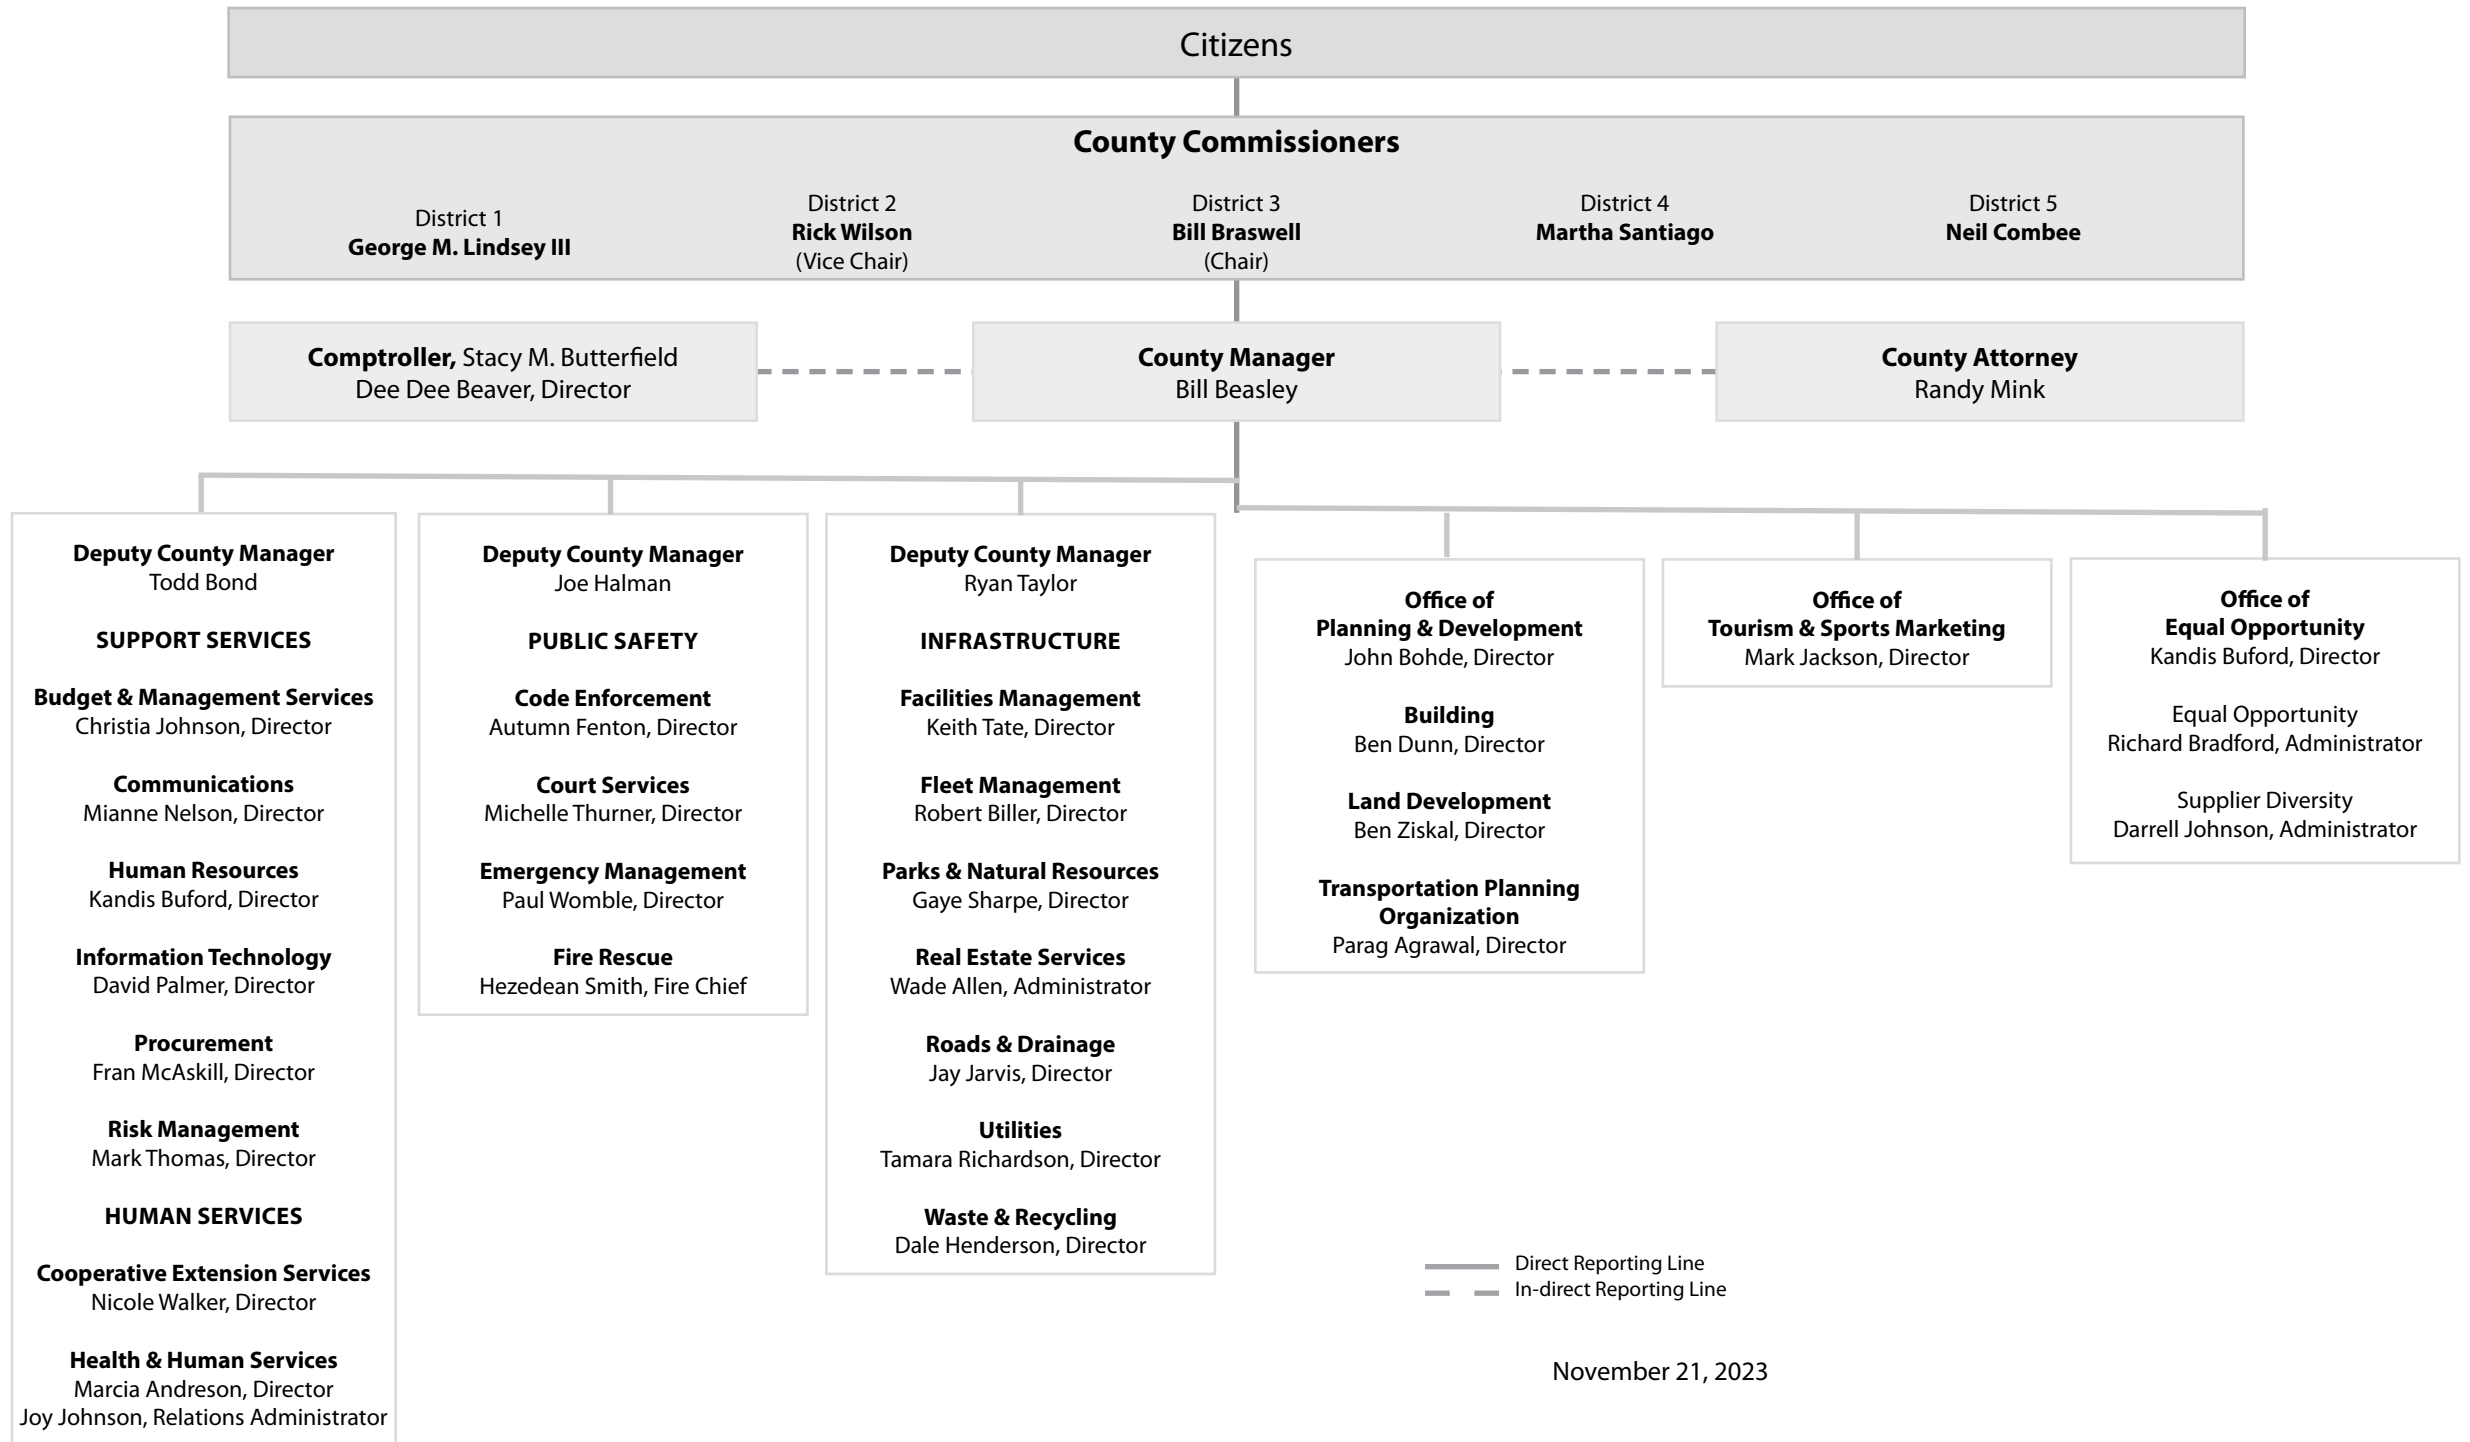 Citizens
County Commissioners
District 1
George M. Lindsey III
District 2
Rick Wilson
(Vice Chair)
District 3
Bill Braswell
(Chair)
District 4
Martha Santiago
District 5
Neil Combee
Comptroller, Stacy M. Butterfield
Dee Dee Beaver, Director
County Manager
Bill Beasley
County Attorney
Randy Mink
Deputy County Manager
Todd Bond
SUPPORT SERVICES
Budget & Management Services
Christia Johnson, Director
Communications
Mianne Nelson, Director
Human Resources
Kandis Buford, Director
Information Technology
David Palmer, Director
Procurement
Fran McAskill, Director
Risk Management
Mark Thomas, Director
HUMAN SERVICES
Cooperative Extension Services
Nicole Walker, Director
Health & Human Services
Marcia Andreson, Director
Joy Johnson, Relations Administrator
Deputy County Manager
Joe Halman
PUBLIC SAFETY
Code Enforcement
Autumn Fenton, Director
Court Services
Michelle Thurner, Director
Emergency Management
Paul Womble, Director
Fire Rescue
Hezedean Smith, Fire Chief
Deputy County Manager
Ryan Taylor
INFRASTRUCTURE
Facilities Management
Keith Tate, Director
Fleet Management
Robert Biller, Director
Parks & Natural Resources
Gaye Sharpe, Director
Real Estate Services
Wade Allen, Administrator
Roads & Drainage
Jay Jarvis, Director
Utilities
Tamara Richardson, Director
Waste & Recycling
Dale Henderson, Director
Office of
Planning & Development
John Bohde, Director
Building
Ben Dunn, Director
Land Development
Ben Ziskal, Director
Transportation Planning
Organization
Parag Agrawal, Director
Office of
Tourism & Sports Marketing
Mark Jackson, Director
Office of
Equal Opportunity
Kandis Buford, Director
Equal Opportunity
Richard Bradford, Administrator
Supplier Diversity
Darrell Johnson, Administrator
Direct Reporting Line
In-direct Reporting Line
November 21, 2023